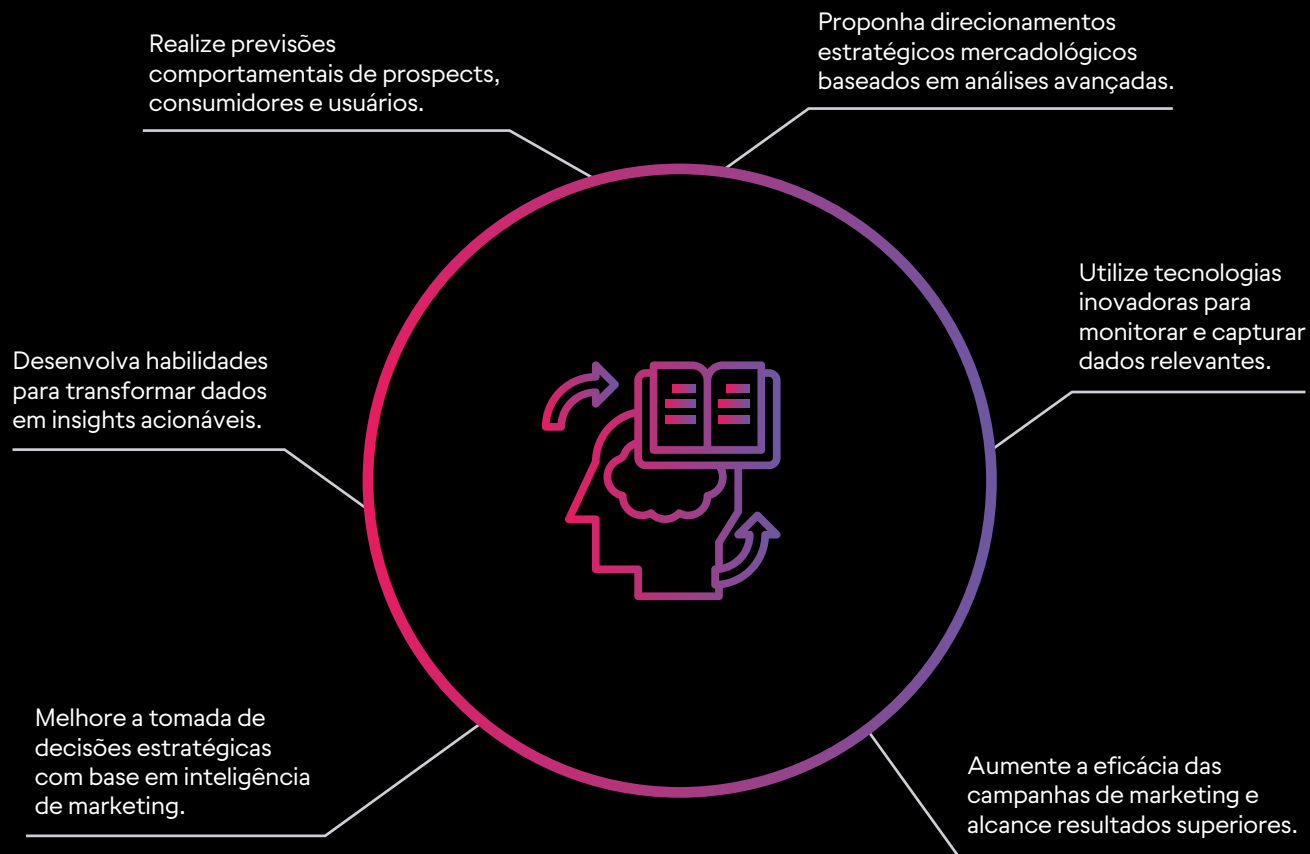 Realize previsões
comportamentais de prospects,
consumidores e usuários.
Proponha direcionamentos
estratégicos mercadológicos
baseados em análises avançadas.
Utilize tecnologias
inovadoras para
monitorar e capturar
dados relevantes.
Desenvolva habilidades
para transformar dados
em insights acionáveis.
Melhore a tomada de
decisões estratégicas
com base em inteligência
de marketing.
Aumente a eficácia das
campanhas de marketing e
alcance resultados superiores.